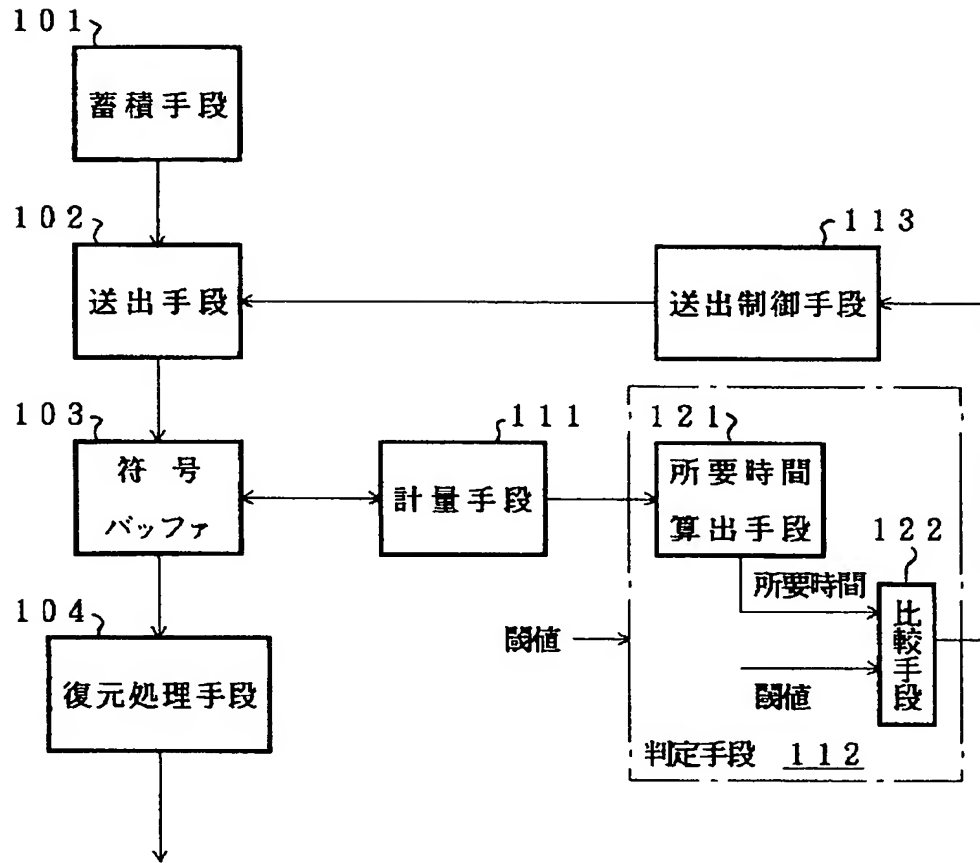 101
蓄積手段
102
113
送出手段
送出制御手段
103
111
121
符号
バッファ
計量手段
所要時間
算出手段
122
所要時間
104
比較手段
閾値
閾値
復元処理手段
判定手段 112